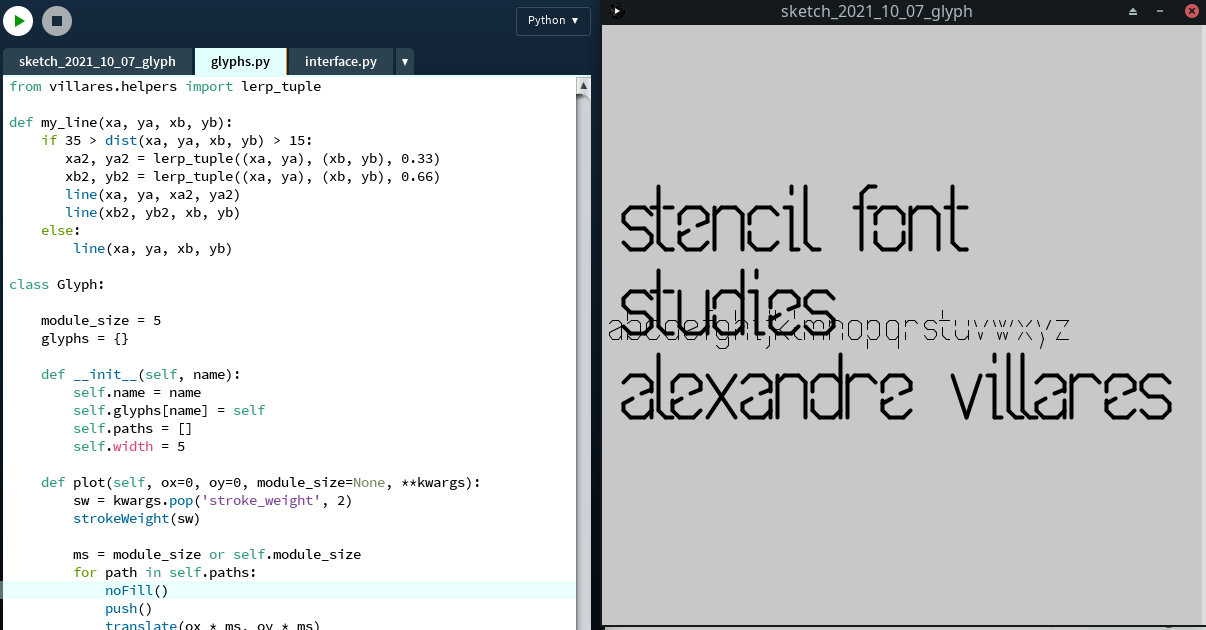 Python ▼
sketch_2021_10_07_glyph
glyphs.py
interface.py
▼
from villares.helpers import lerp_tuple
def my_line(xa, ya, xb, yb):
    if 35 > dist(xa, ya, xb, yb) > 15:
       xa2, ya2 = lerp_tuple((xa, ya), (xb, yb), 0.33)
       xb2, yb2 = lerp_tuple((xa, ya), (xb, yb), 0.66)
       line(xa, ya, xa2, ya2)
       line(xb2, yb2, xb, yb)
    else:
        line(xa, ya, xb, yb)
class Glyph:
    module_size = 5
    glyphs = {}
    def __init__(self, name):
        self.name = name
        self.glyphs[name] = self
        self.paths = []
        self.width = 5
    def plot(self, ox=0, oy=0, module_size=None, **kwargs):
        sw = kwargs.pop('stroke_weight', 2)
        strokeWeight(sw)
        ms = module_size or self.module_size
        for path in self.paths:
            noFill()
            push()
            translate(ox * ms, oy * ms)
sketch_2021_10_07_glyph
stencil font
studies
abcdefghijklmnopqrstuvwxyz
alexandre villares